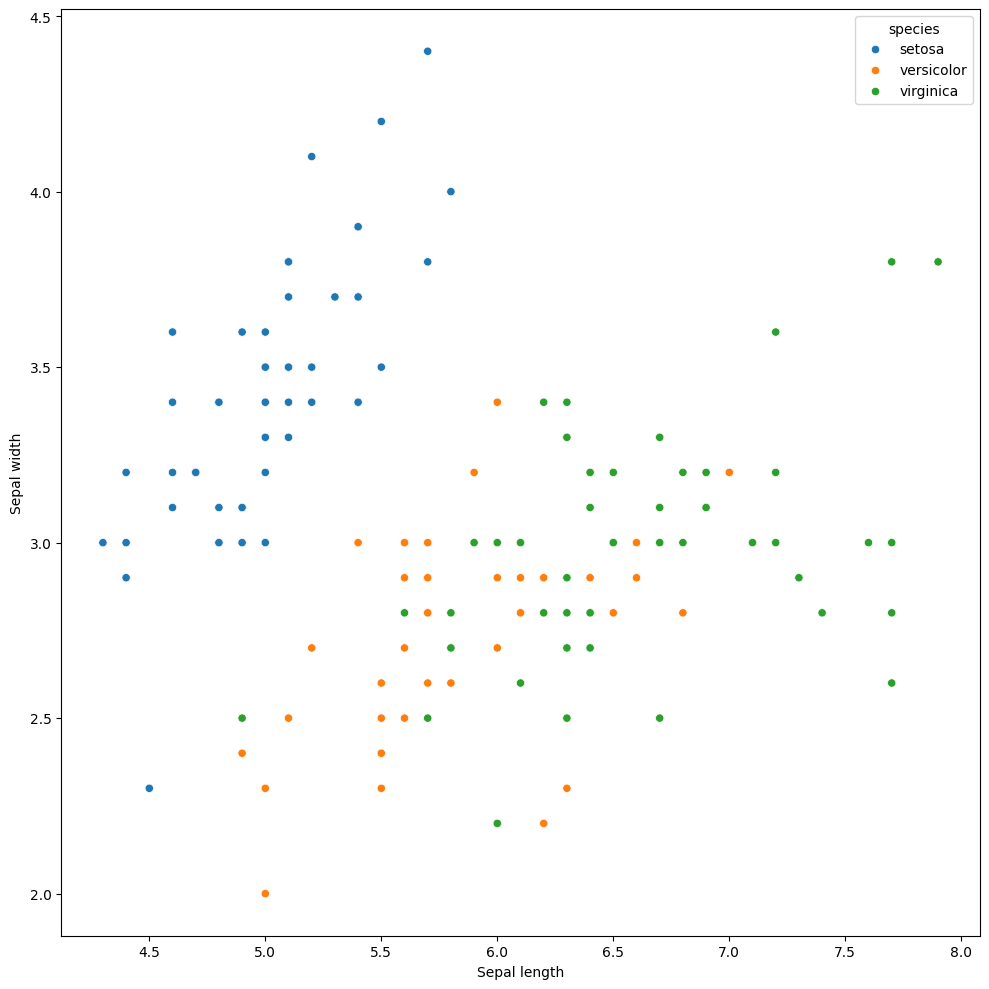 species
setosa
versicolor
virginica
4.5
4.0
3.5
3.0
2.5
2.0
Sepal width
4.5 5.0 5.5 6.0 6.5 7.0 7.5 8.0
Sepal length